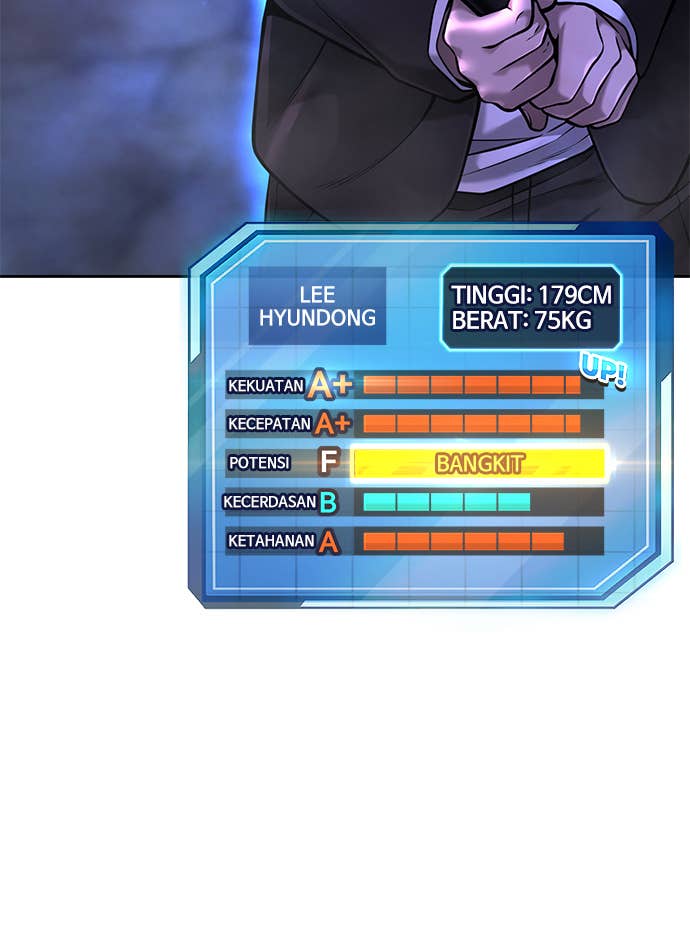 LEE
HYUNDONG
TINGGI: 179CM
BERAT: 75KG
UP!
KEKUATAN A+
KECEPATAN A+
POTENSI F BANGKIT
KECERDASAN B
KETAHANAN A